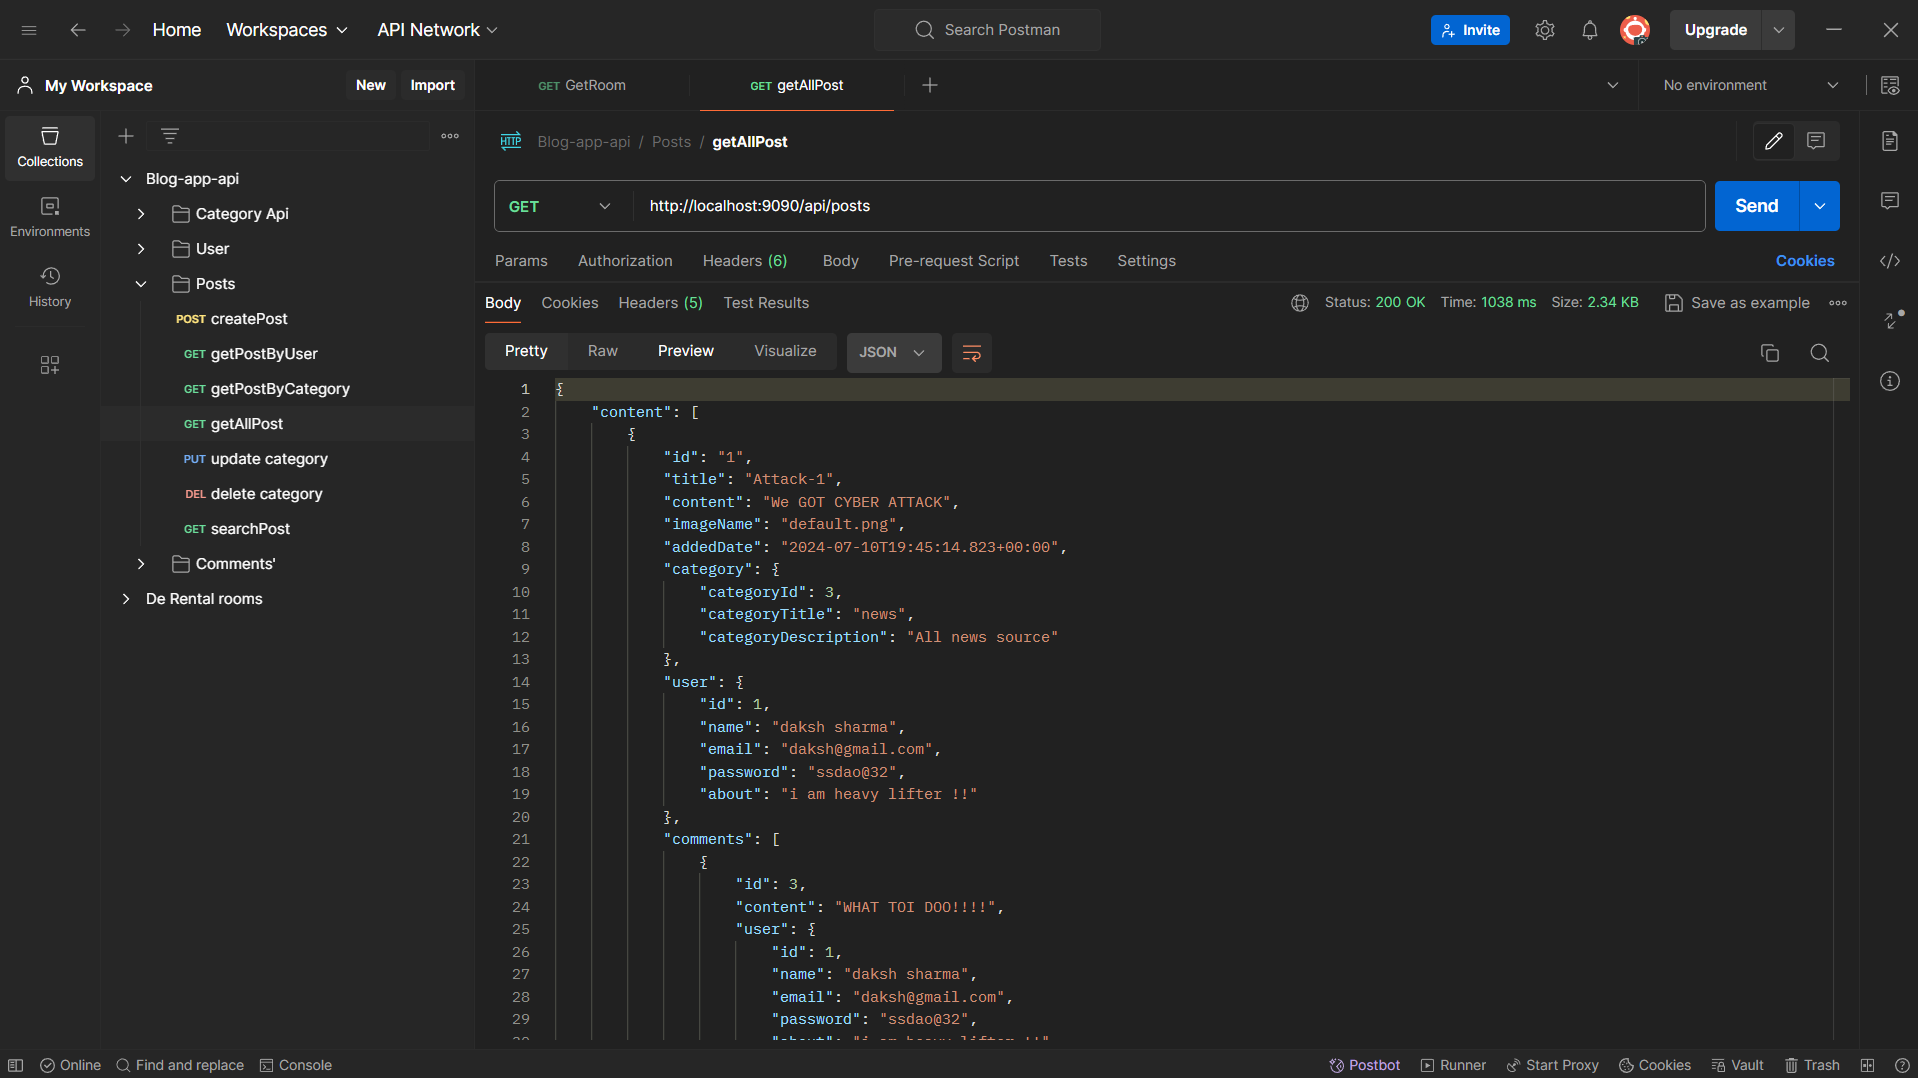 Home Workspaces API Network Search Postman Invite Upgrade
My Workspace New Import GET GetRoom GET getAllPost No environment
Collections
Environments
History
Blog-app-api
Category Api
User
Posts
POST createPost
GET getPostByUser
GET getPostByCategory
GET getAllPost
PUT update category
DEL delete category
GET searchPost
Comments'
De Rental rooms
HTTP Blog-app-api / Posts / getAllPost
GET http://localhost:9090/api/posts Send
Params Authorization Headers (6) Body Pre-request Script Tests Settings Cookies
Body Cookies Headers (5) Test Results Status: 200 OK Time: 1038 ms Size: 2.34 KB Save as example
Pretty Raw Preview Visualize JSON
1 {
2 "content": [
3 {
4 "id": "1",
5 "title": "Attack-1",
6 "content": "We GOT CYBER ATTACK",
7 "imageName": "default.png",
8 "addedDate": "2024-07-10T19:45:14.823+00:00",
9 "category": {
10 "categoryId": 3,
11 "categoryTitle": "news",
12 "categoryDescription": "All news source"
13 },
14 "user": {
15 "id": 1,
16 "name": "daksh sharma",
17 "email": "daksh@gmail.com",
18 "password": "ssdao@32",
19 "about": "i am heavy lifter !!"
20 },
21 "comments": [
22 {
23 "id": 3,
24 "content": "WHAT TOI DOO!!!!",
25 "user": {
26 "id": 1,
27 "name": "daksh sharma",
28 "email": "daksh@gmail.com",
29 "password": "ssdao@32",
30 "about": "i am heavy lifter !!"
Online Find and replace Console Postbot Runner Start Proxy Cookies Vault Trash